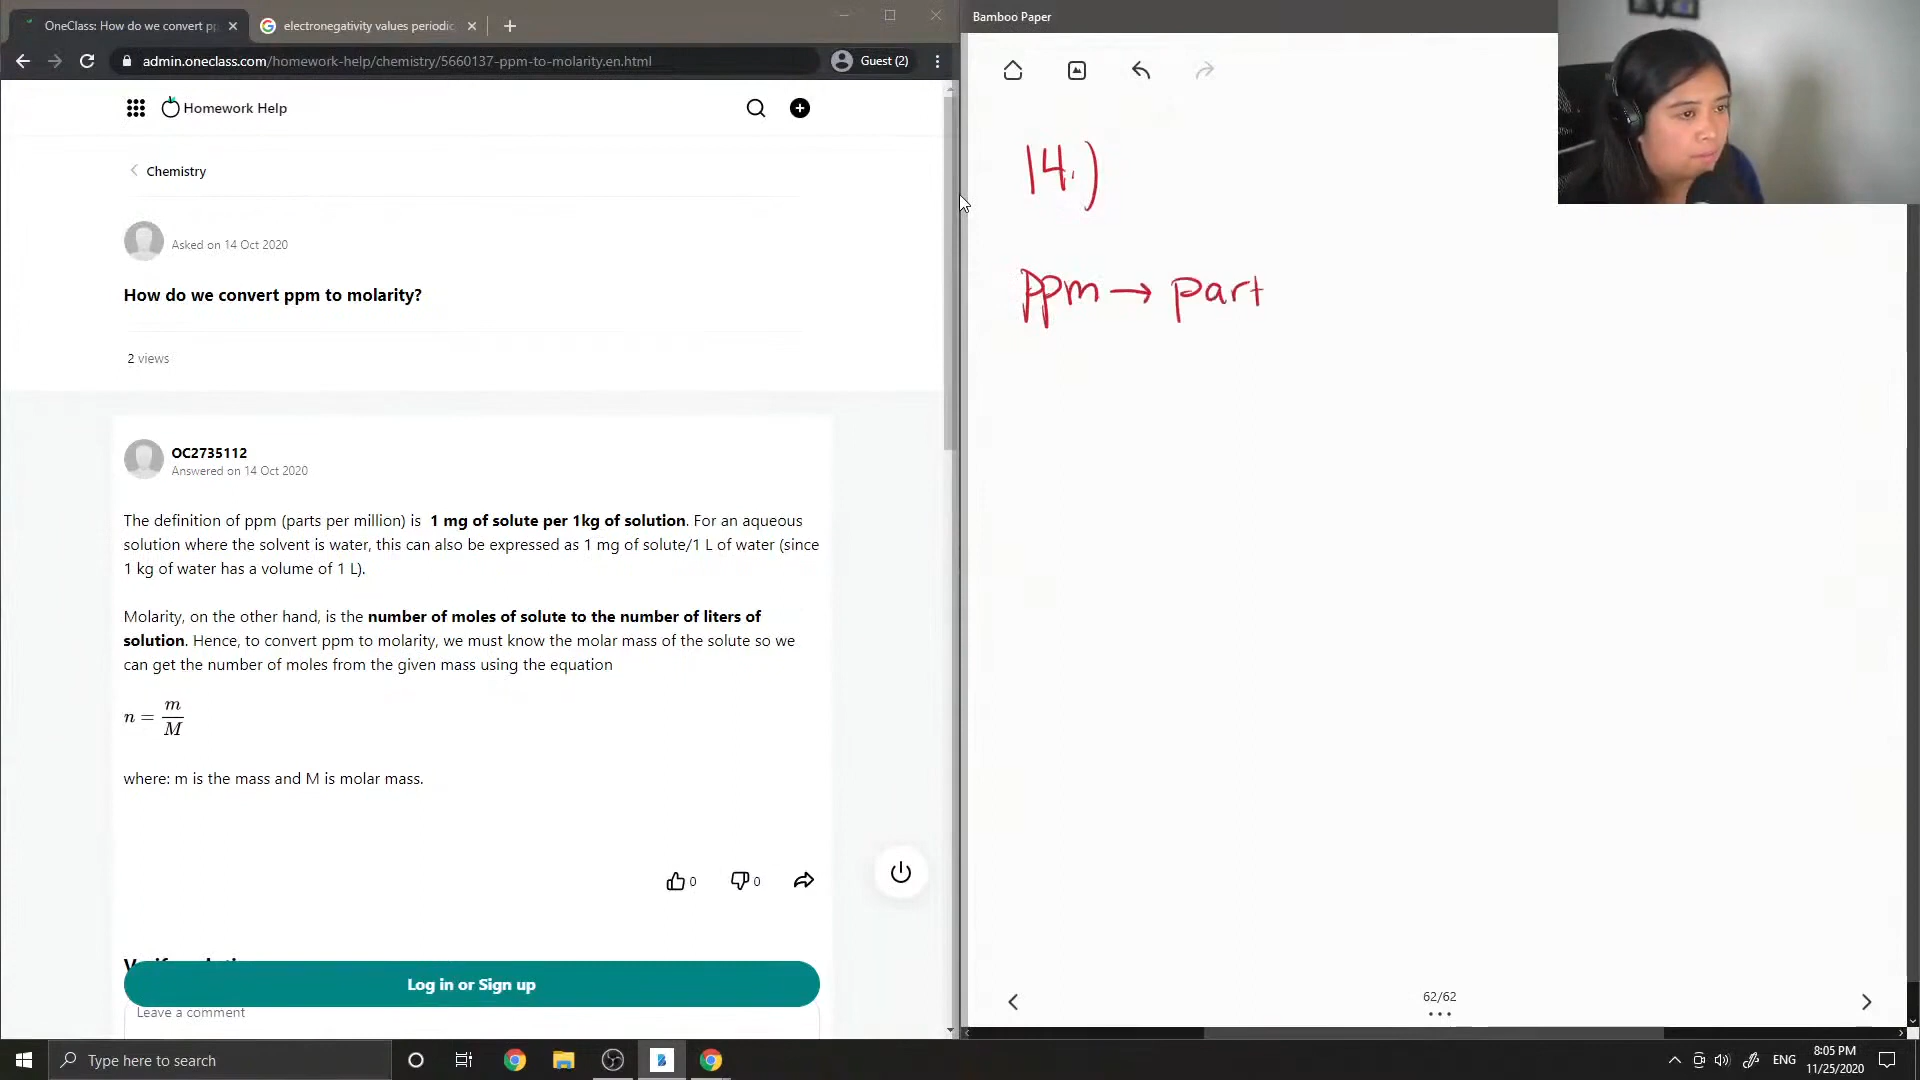 OneClass: How do we convert pp
electronegativity values periodic
admin.oneclass.com/homework-help/chemistry/5660137-ppm-to-molarity.en.html
Guest (2)
Homework Help
Chemistry
Asked on 14 Oct 2020
How do we convert ppm to molarity?
2 views
OC2735112
Answered on 14 Oct 2020
The definition of ppm (parts per million) is 1 mg of solute per 1kg of solution. For an aqueous
solution where the solvent is water, this can also be expressed as 1 mg of solute/1 L of water (since
1 kg of water has a volume of 1 L).
Molarity, on the other hand, is the number of moles of solute to the number of liters of
solution. Hence, to convert ppm to molarity, we must know the molar mass of the solute so we
can get the number of moles from the given mass using the equation
n = m/M
where: m is the mass and M is molar mass.
0
0
Log in or Sign up
Leave a comment
Bamboo Paper
14.)
ppm → part
62/62
Type here to search
ENG
8:05 PM
11/25/2020